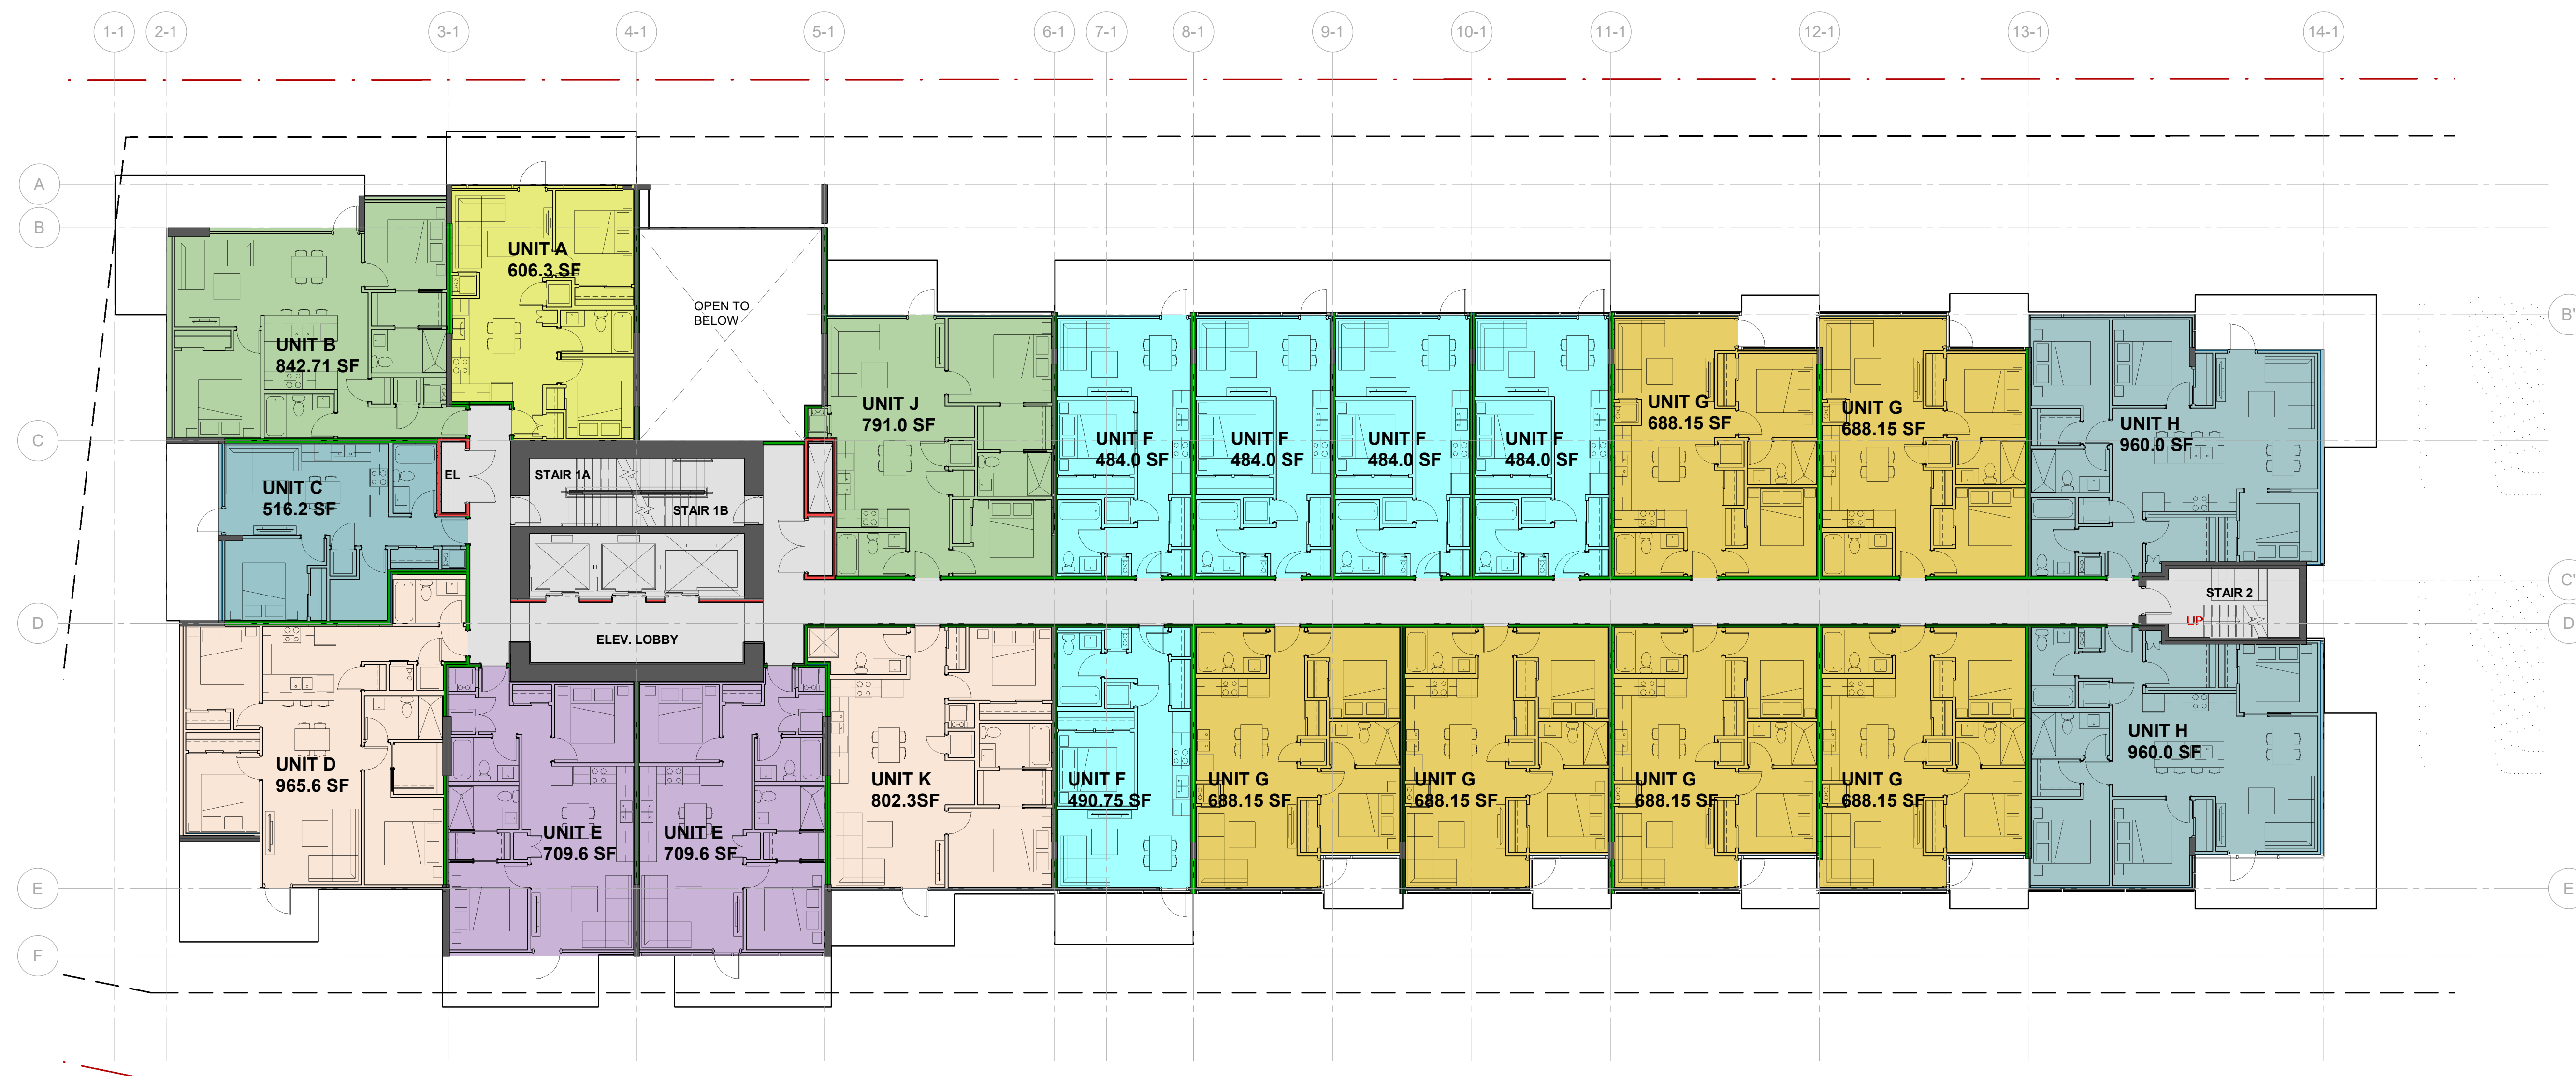 1-1
2-1
3-1
4-1
5-1
6-1
7-1
8-1
9-1
10-1
11-1
12-1
13-1
14-1
A
B
C
D
E
F
B'
C'
D
E
UNIT A
606.3 SF
UNIT B
842.71 SF
OPEN TO
BELOW
UNIT J
791.0 SF
UNIT F
484.0 SF
UNIT F
484.0 SF
UNIT F
484.0 SF
UNIT F
484.0 SF
UNIT G
688.15 SF
UNIT G
688.15 SF
UNIT H
960.0 SF
UNIT C
516.2 SF
EL
STAIR 1A
STAIR 1B
ELEV. LOBBY
STAIR 2
UP
UNIT D
965.6 SF
UNIT E
709.6 SF
UNIT E
709.6 SF
UNIT K
802.3SF
UNIT F
490.75 SF
UNIT G
688.15 SF
UNIT G
688.15 SF
UNIT G
688.15 SF
UNIT G
688.15 SF
UNIT H
960.0 SF